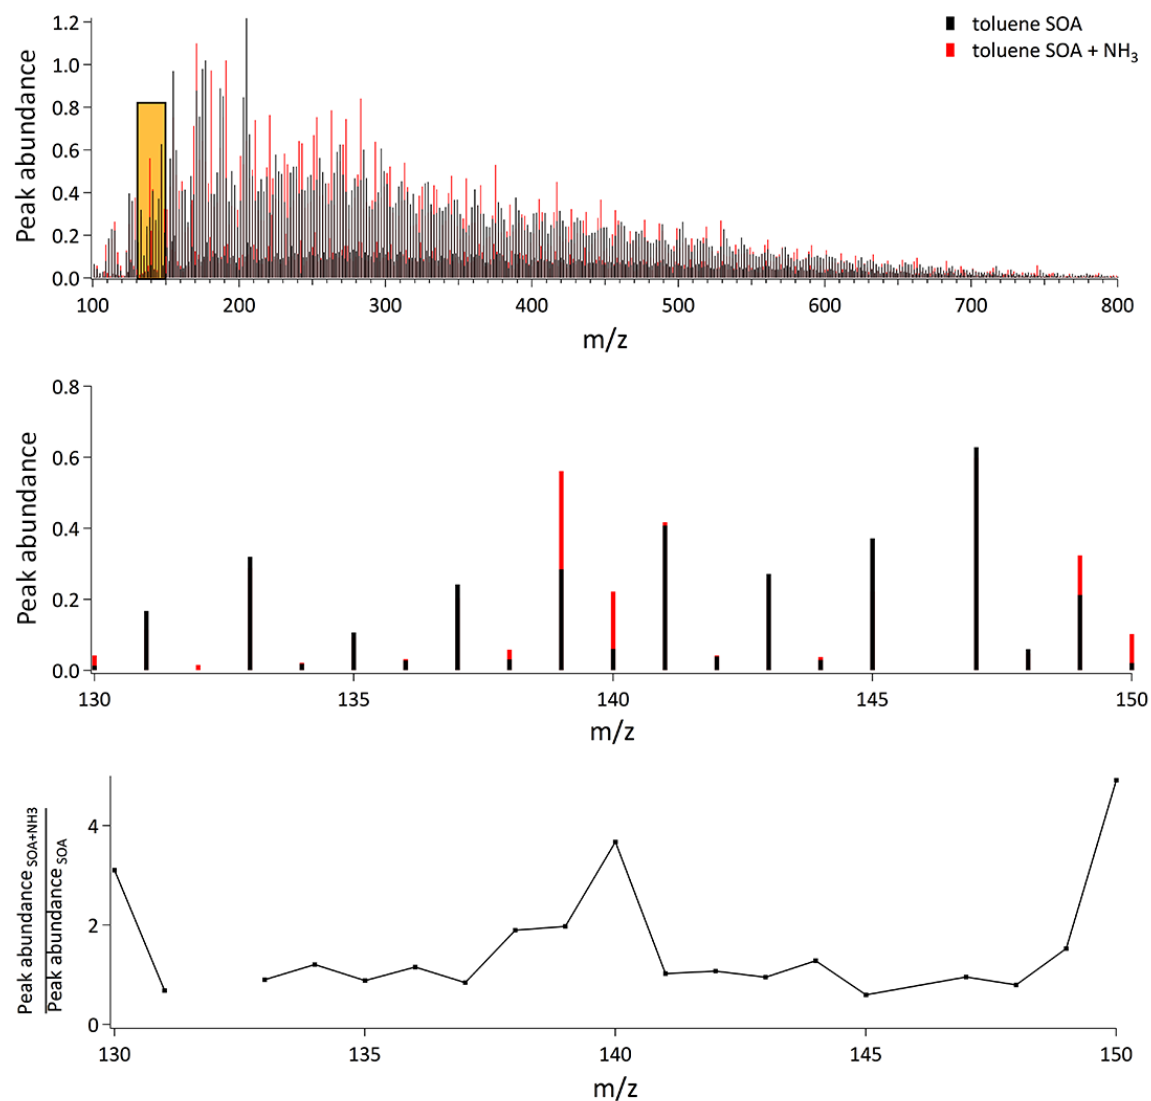 toluene SOA
toluene SOA + NH3
Peak abundance
1.2
1.0
0.8
0.6
0.4
0.2
0.0
100 200 300 400 500 600 700 800
m/z
Peak abundance
0.8
0.6
0.4
0.2
0.0
130 135 140 145 150
m/z
Peak abundance SOA+NH3
Peak abundance SOA
4
2
0
130 135 140 145 150
m/z